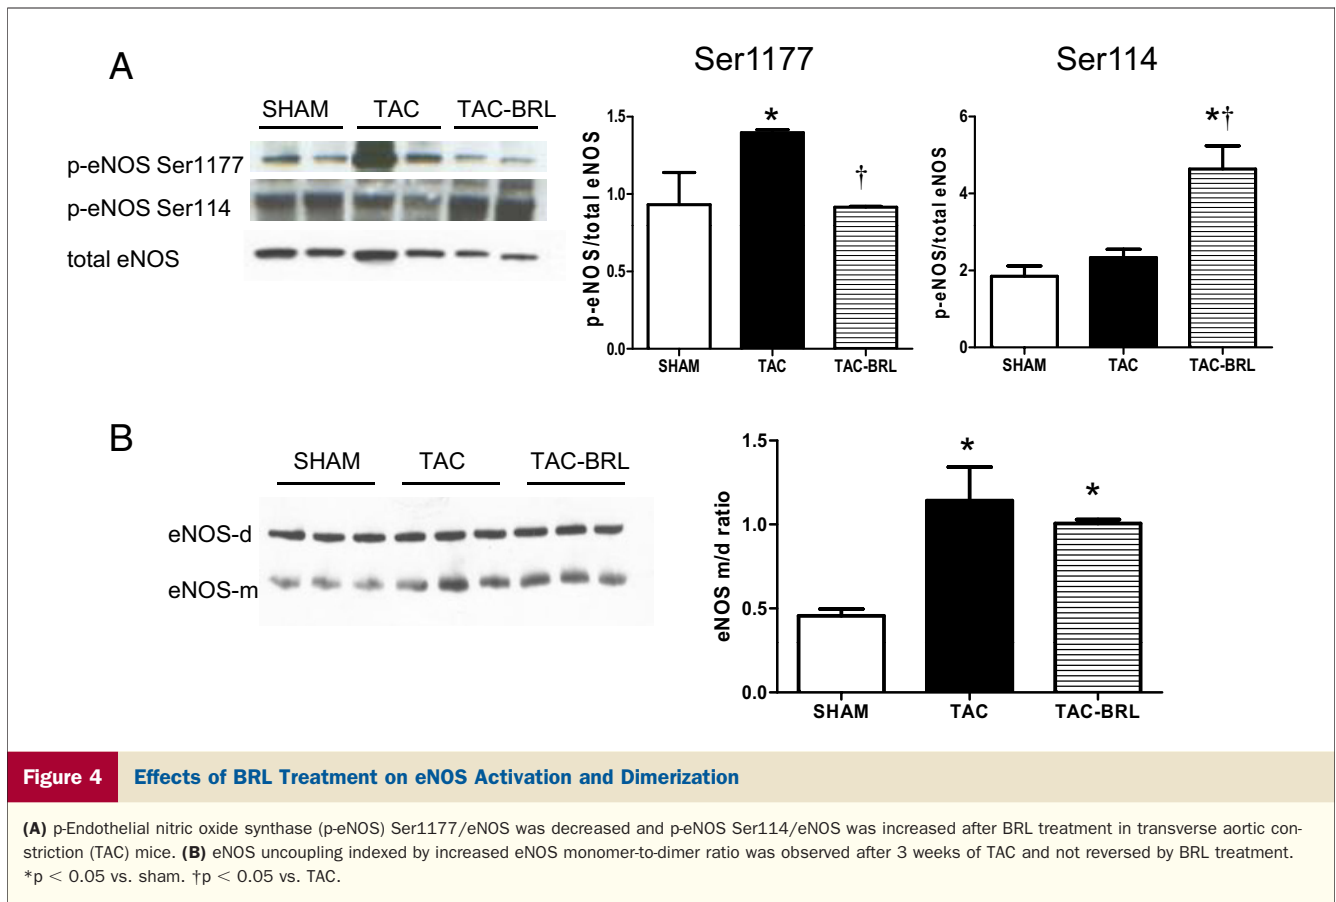 A
SHAM TAC TAC-BRL
p-eNOS Ser1177
p-eNOS Ser114
total eNOS
Ser1177
p-eNOS/total eNOS
1.5
1.0
0.5
0.0
*
†
SHAM TAC TAC-BRL
Ser114
p-eNOS/total eNOS
6
4
2
0
*†
SHAM TAC TAC-BRL
B
SHAM TAC TAC-BRL
eNOS-d
eNOS-m
eNOS m/d ratio
1.5
1.0
0.5
0.0
*
*
SHAM TAC TAC-BRL
Figure 4 Effects of BRL Treatment on eNOS Activation and Dimerization
(A) p-Endothelial nitric oxide synthase (p-eNOS) Ser1177/eNOS was decreased and p-eNOS Ser114/eNOS was increased after BRL treatment in transverse aortic con-
striction (TAC) mice. (B) eNOS uncoupling indexed by increased eNOS monomer-to-dimer ratio was observed after 3 weeks of TAC and not reversed by BRL treatment.
*p < 0.05 vs. sham. †p < 0.05 vs. TAC.